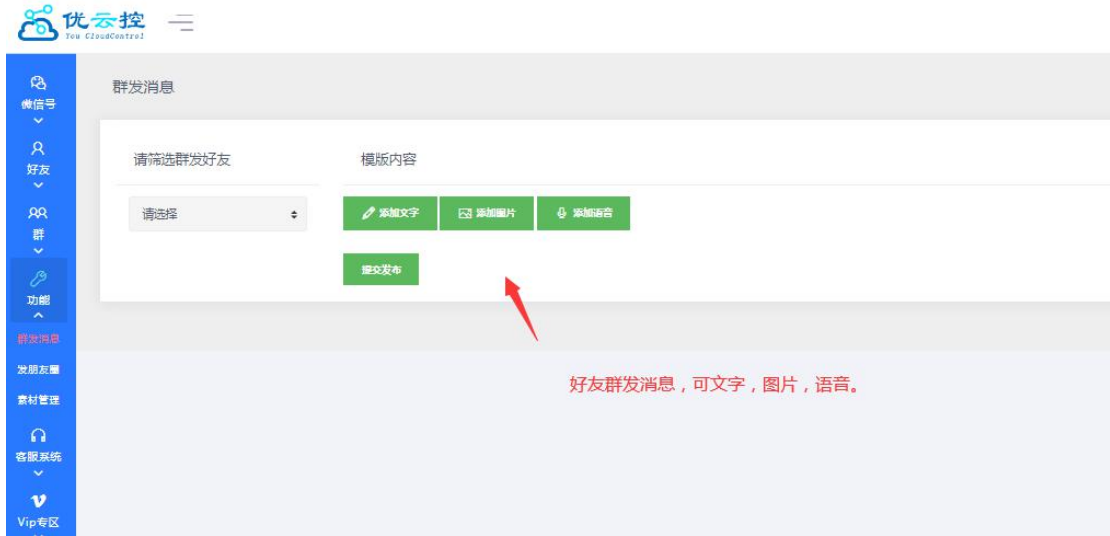 优云控
You CloudControl
微信号
好友
群
功能
群发消息
发朋友圈
素材管理
客服系统
Vip专区
群发消息
请筛选群发好友
模版内容
请选择
添加文字
添加图片
添加语音
提交发布
好友群发消息，可文字，图片，语音。